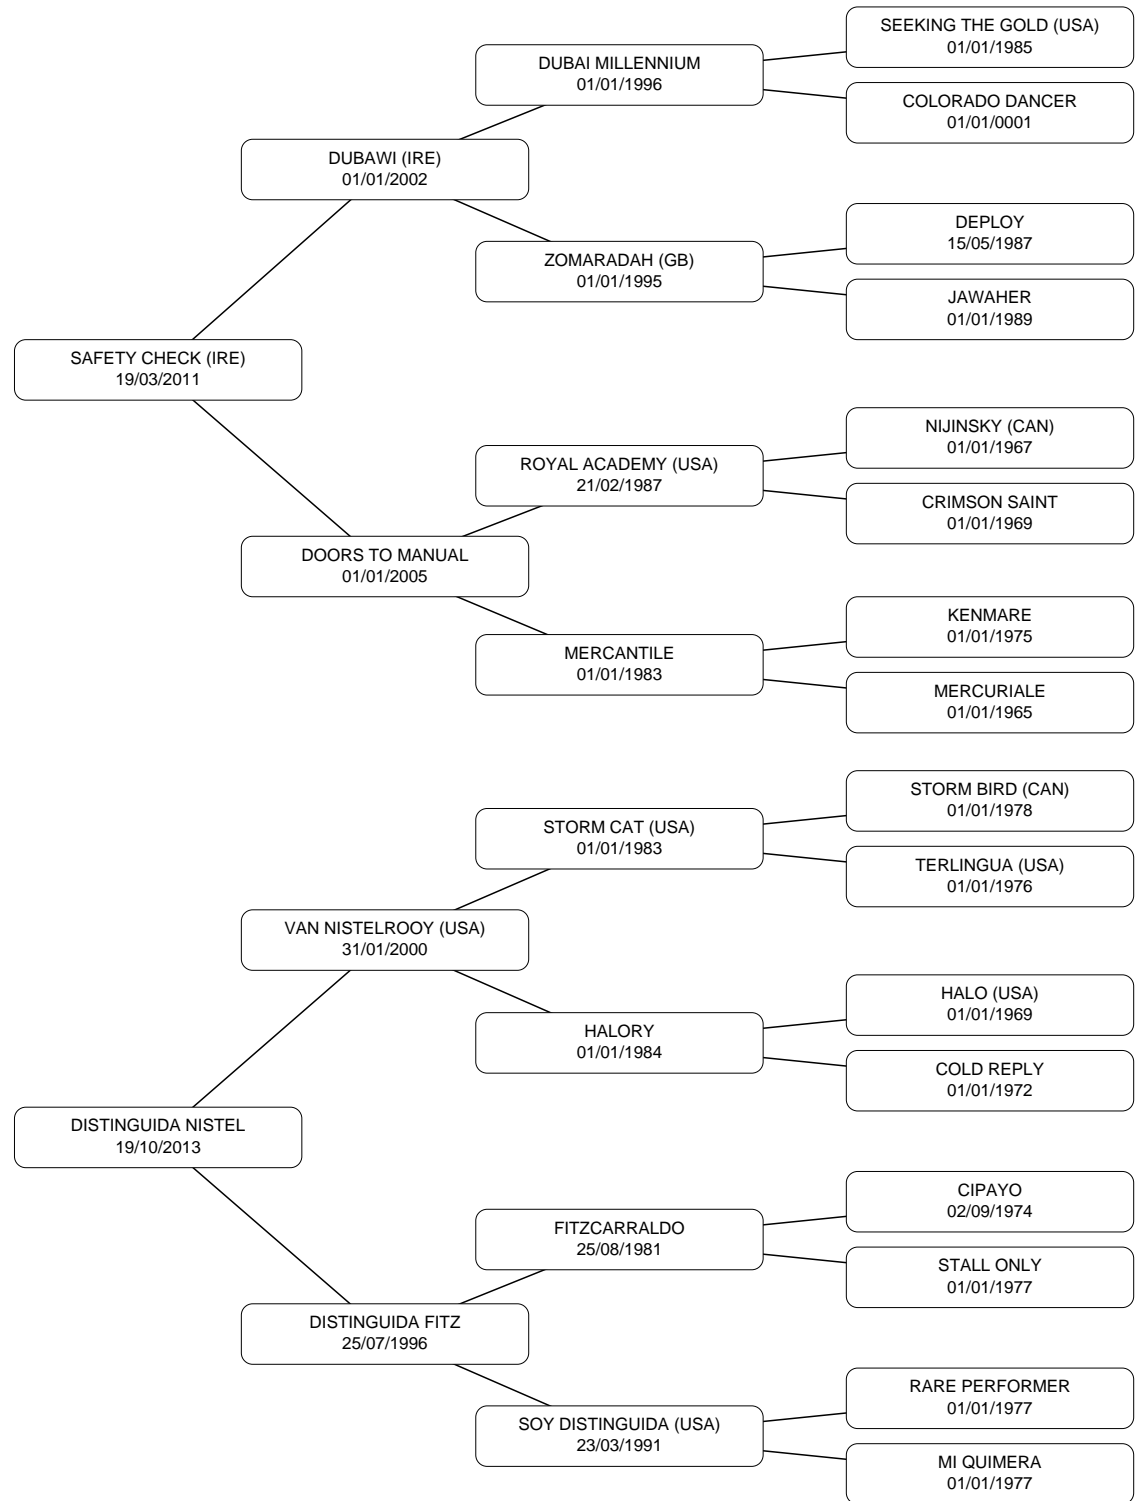 SEEKING THE GOLD (USA)
01/01/1985
DUBAI MILLENNIUM
01/01/1996
COLORADO DANCER
01/01/0001
DUBAWI (IRE)
01/01/2002
DEPLOY
15/05/1987
ZOMARADAH (GB)
01/01/1995
JAWAHER
01/01/1989
SAFETY CHECK (IRE)
19/03/2011
NIJINSKY (CAN)
01/01/1967
ROYAL ACADEMY (USA)
21/02/1987
CRIMSON SAINT
01/01/1969
DOORS TO MANUAL
01/01/2005
KENMARE
01/01/1975
MERCANTILE
01/01/1983
MERCURIALE
01/01/1965
STORM BIRD (CAN)
01/01/1978
STORM CAT (USA)
01/01/1983
TERLINGUA (USA)
01/01/1976
VAN NISTELROOY (USA)
31/01/2000
HALO (USA)
01/01/1969
HALORY
01/01/1984
COLD REPLY
01/01/1972
DISTINGUIDA NISTEL
19/10/2013
CIPAYO
02/09/1974
FITZCARRALDO
25/08/1981
STALL ONLY
01/01/1977
DISTINGUIDA FITZ
25/07/1996
RARE PERFORMER
01/01/1977
SOY DISTINGUIDA (USA)
23/03/1991
MI QUIMERA
01/01/1977